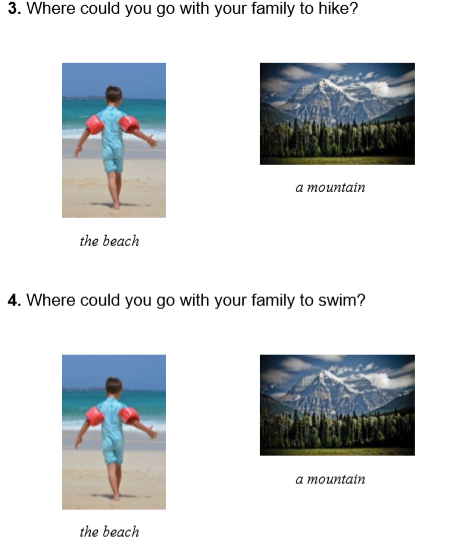 3. Where could you go with your family to hike?
a mountain
the beach
4. Where could you go with your family to swim?
a mountain
the beach